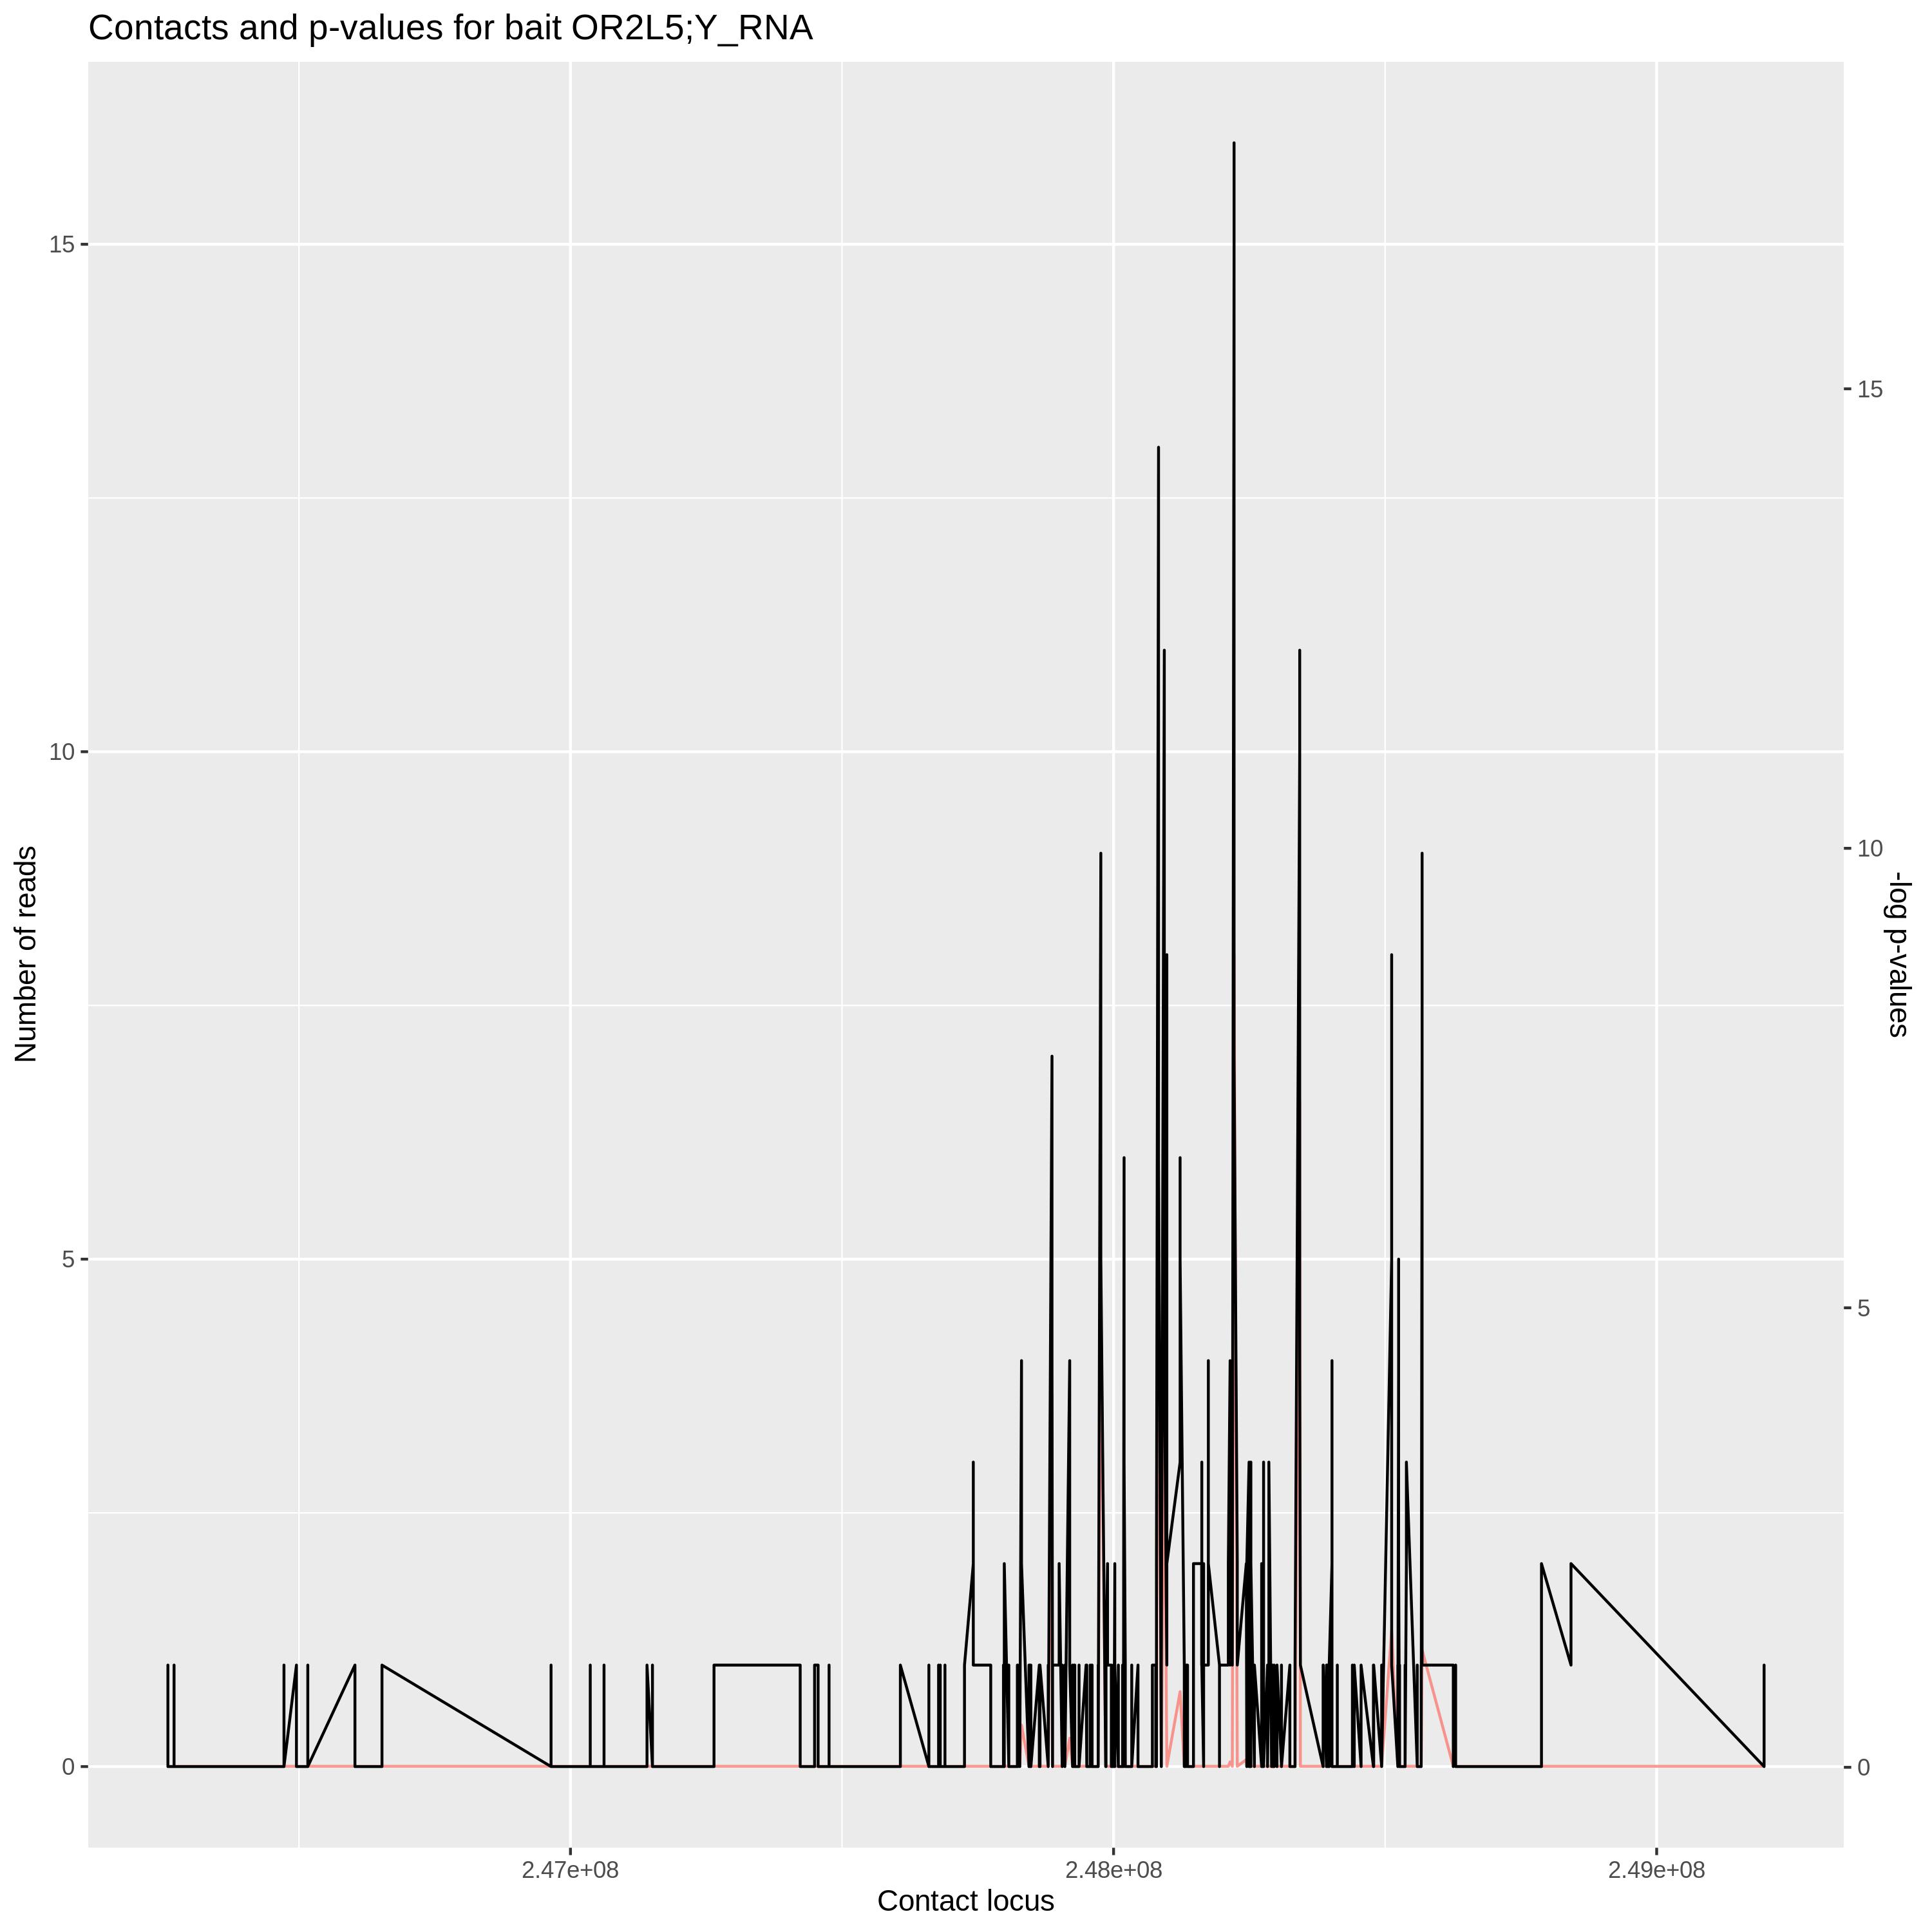 Contacts and p-values for bait OR2L5;Y_RNA
15
10
5
0
Number of reads
15
10
5
0
-log p-values
2.47e+08
2.48e+08
2.49e+08
Contact locus